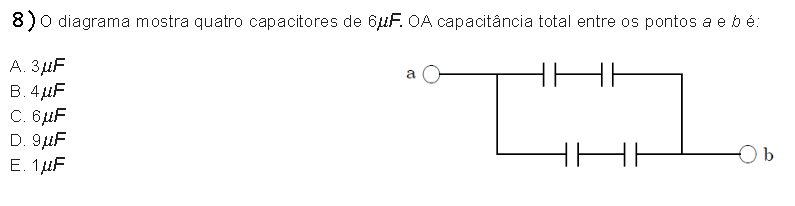 8) O diagrama mostra quatro capacitores de 6μF. OA capacitância total entre os pontos a e b é:
A. 3μF
B. 4μF
C. 6μF
D. 9μF
E. 1μF
a
b